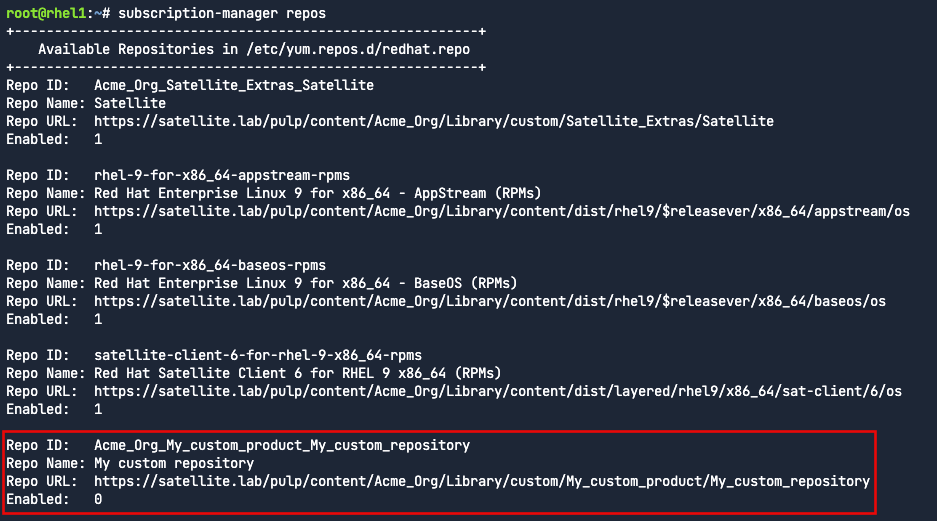 root@rhel1:~# subscription-manager repos
+----------------------------------------------------------+
    Available Repositories in /etc/yum.repos.d/redhat.repo
+----------------------------------------------------------+
Repo ID:   Acme_Org_Satellite_Extras_Satellite
Repo Name: Satellite
Repo URL:  https://satellite.lab/pulp/content/Acme_Org/Library/custom/Satellite_Extras/Satellite
Enabled:   1

Repo ID:   rhel-9-for-x86_64-appstream-rpms
Repo Name: Red Hat Enterprise Linux 9 for x86_64 - AppStream (RPMs)
Repo URL:  https://satellite.lab/pulp/content/Acme_Org/Library/content/dist/rhel9/$releasever/x86_64/appstream/os
Enabled:   1

Repo ID:   rhel-9-for-x86_64-baseos-rpms
Repo Name: Red Hat Enterprise Linux 9 for x86_64 - BaseOS (RPMs)
Repo URL:  https://satellite.lab/pulp/content/Acme_Org/Library/content/dist/rhel9/$releasever/x86_64/baseos/os
Enabled:   1

Repo ID:   satellite-client-6-for-rhel-9-x86_64-rpms
Repo Name: Red Hat Satellite Client 6 for RHEL 9 x86_64 (RPMs)
Repo URL:  https://satellite.lab/pulp/content/Acme_Org/Library/content/dist/layered/rhel9/x86_64/sat-client/6/os
Enabled:   1

Repo ID:   Acme_Org_My_custom_product_My_custom_repository
Repo Name: My custom repository
Repo URL:  https://satellite.lab/pulp/content/Acme_Org/Library/custom/My_custom_product/My_custom_repository
Enabled:   0